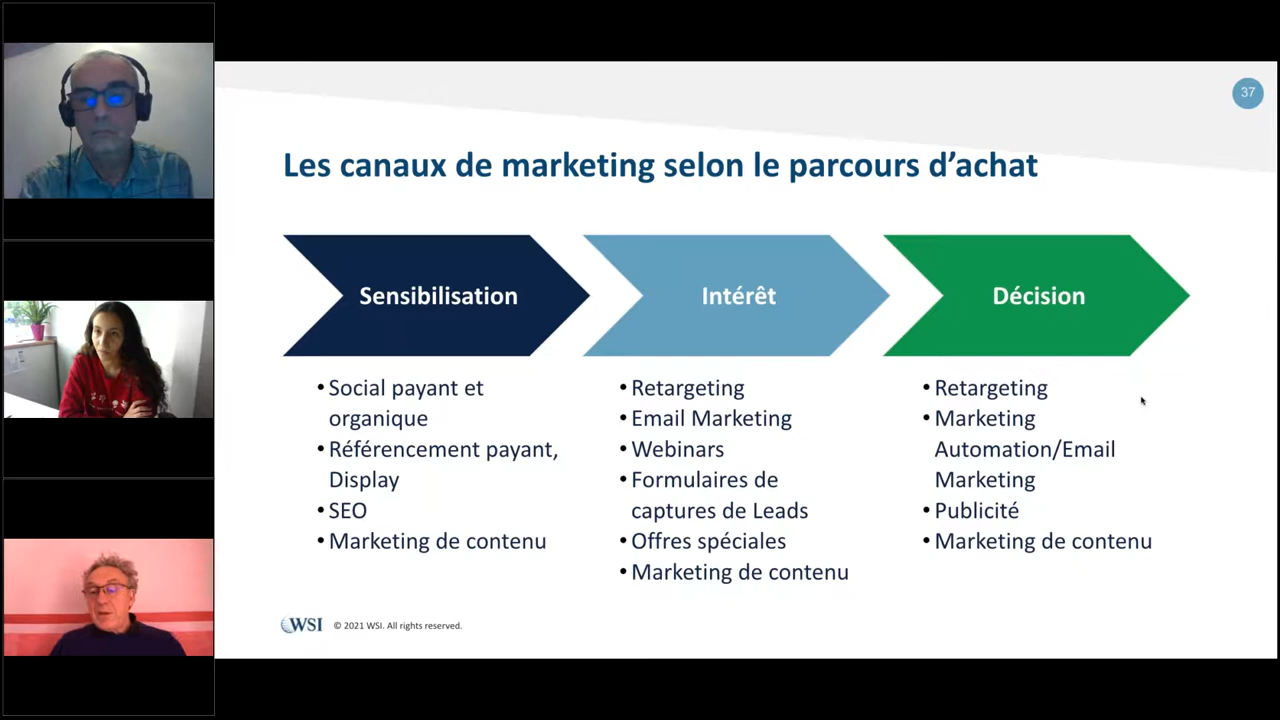 37
Les canaux de marketing selon le parcours d’achat
Sensibilisation
Intérêt
Décision
•Social payant et
organique
•Référencement payant,
Display
•SEO
•Marketing de contenu
•Retargeting
•Email Marketing
•Webinars
•Formulaires de
captures de Leads
•Offres spéciales
•Marketing de contenu
•Retargeting
•Marketing
Automation/Email
Marketing
•Publicité
•Marketing de contenu
WSI © 2021 WSI. All rights reserved.